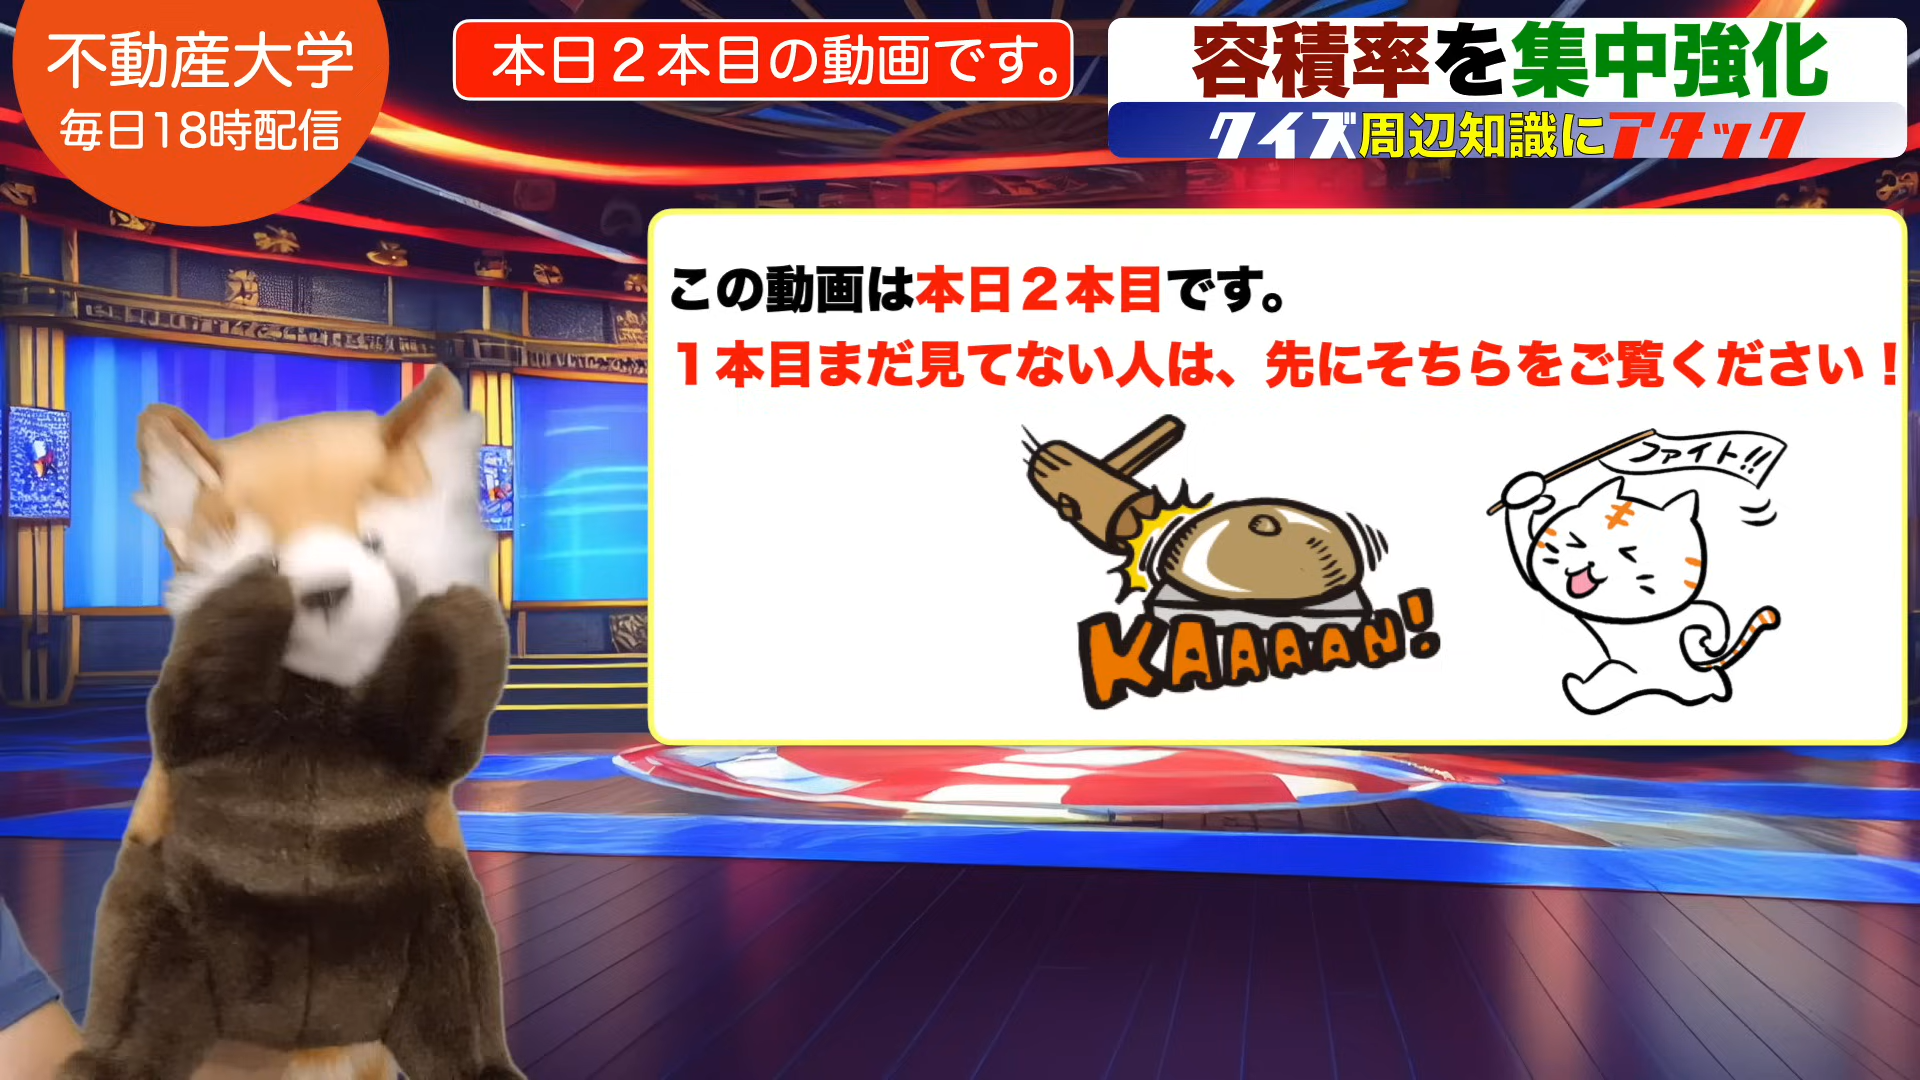 不動産大学
毎日18時配信
本日２本目の動画です。
容積率を集中強化
クイズ周辺知識にアタック
この動画は本日２本目です。
１本目まだ見てない人は、先にそちらをご覧ください！
ファイト!!
KAAAAN!